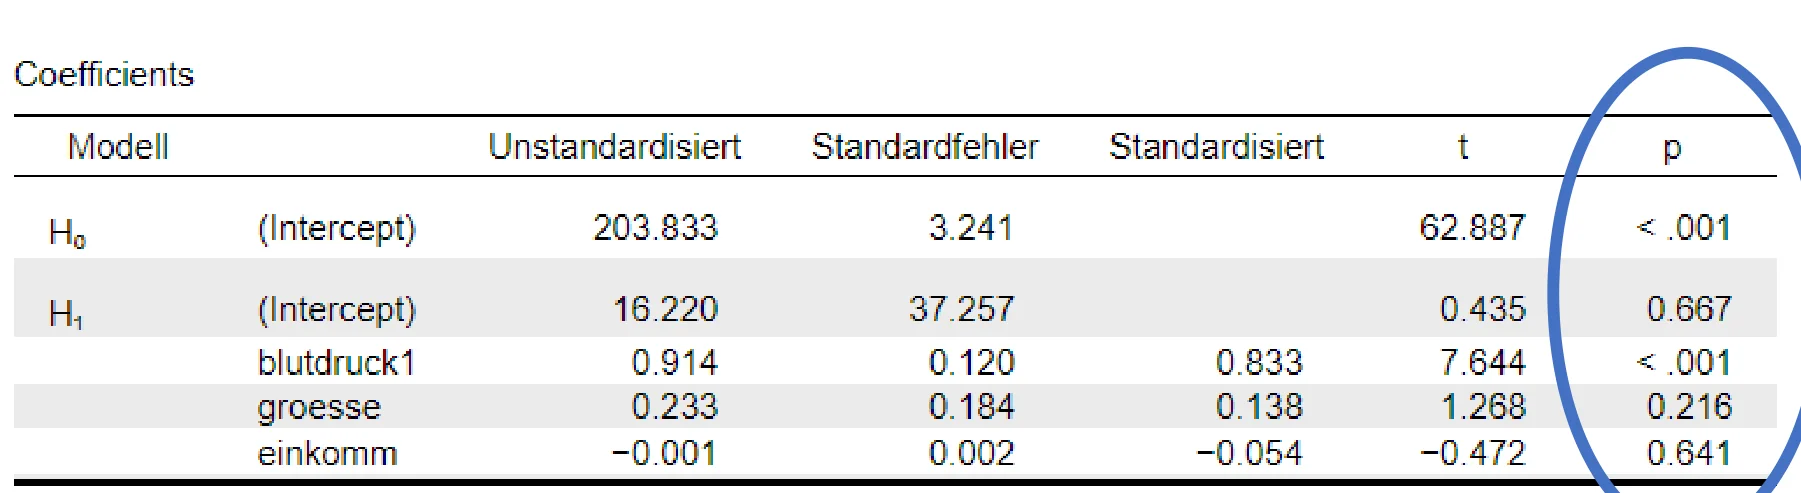 Coefficients
Modell Unstandardisiert Standardfehler Standardisiert t p
H₀ (Intercept) 203.833 3.241 62.887 < .001
H₁ (Intercept) 16.220 37.257 0.435 0.667
blutdruck1 0.914 0.120 0.833 7.644 < .001
groesse 0.233 0.184 0.138 1.268 0.216
einkomm −0.001 0.002 −0.054 −0.472 0.641